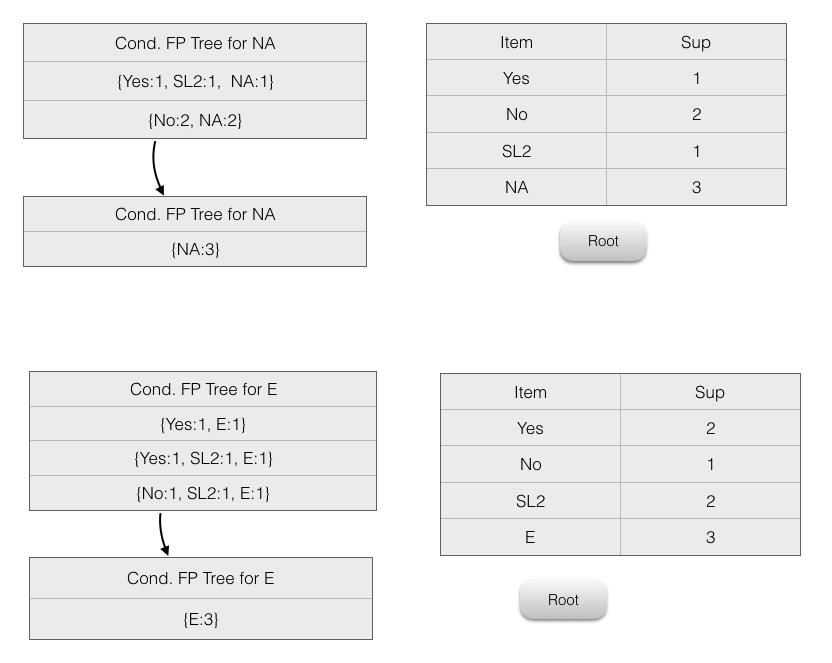 Cond. FP Tree for NA
{Yes:1, SL2:1, NA:1}
{No:2, NA:2}
Cond. FP Tree for NA
{NA:3}
Item Sup
Yes 1
No 2
SL2 1
NA 3
Root
Cond. FP Tree for E
{Yes:1, E:1}
{Yes:1, SL2:1, E:1}
{No:1, SL2:1, E:1}
Cond. FP Tree for E
{E:3}
Item Sup
Yes 2
No 1
SL2 2
E 3
Root